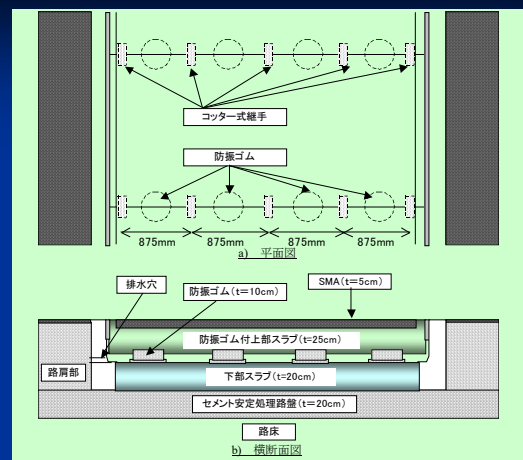 コッター式継手
防振ゴム
875mm 875mm 875mm 875mm
a) 平面図
排水穴
防振ゴム(t=10cm)
SMA(t=5cm)
防振ゴム付上部スラブ(t=25cm)
路肩部
下部スラブ(t=20cm)
セメント安定処理路盤(t=20cm)
路床
b) 横断面図